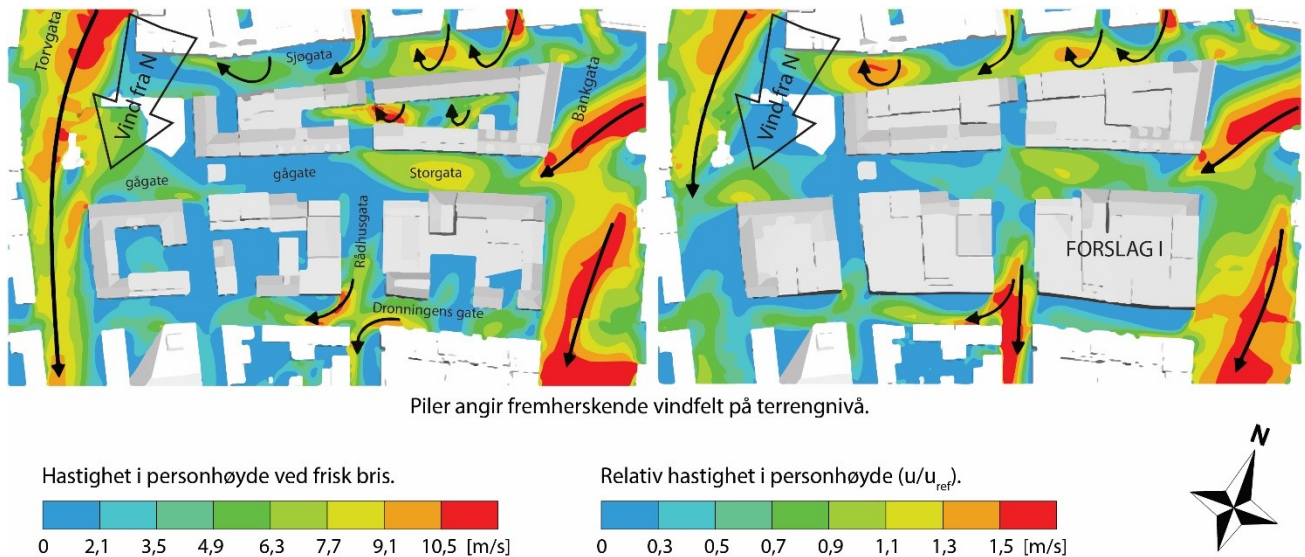 Torvgata
Vind fra N
Sjøgata
Bankgata
gågate
gågate
Storgata
Rådhusgata
Dronningens gate
Vind fra N
FORSLAG I
Piler angir fremherskende vindfelt på terrengnivå.
Hastighet i personhøyde ved frisk bris.
0 2,1 3,5 4,9 6,3 7,7 9,1 10,5 [m/s]
Relativ hastighet i personhøyde (u/uref).
0 0,3 0,5 0,7 0,9 1,1 1,3 1,5 [m/s]
N